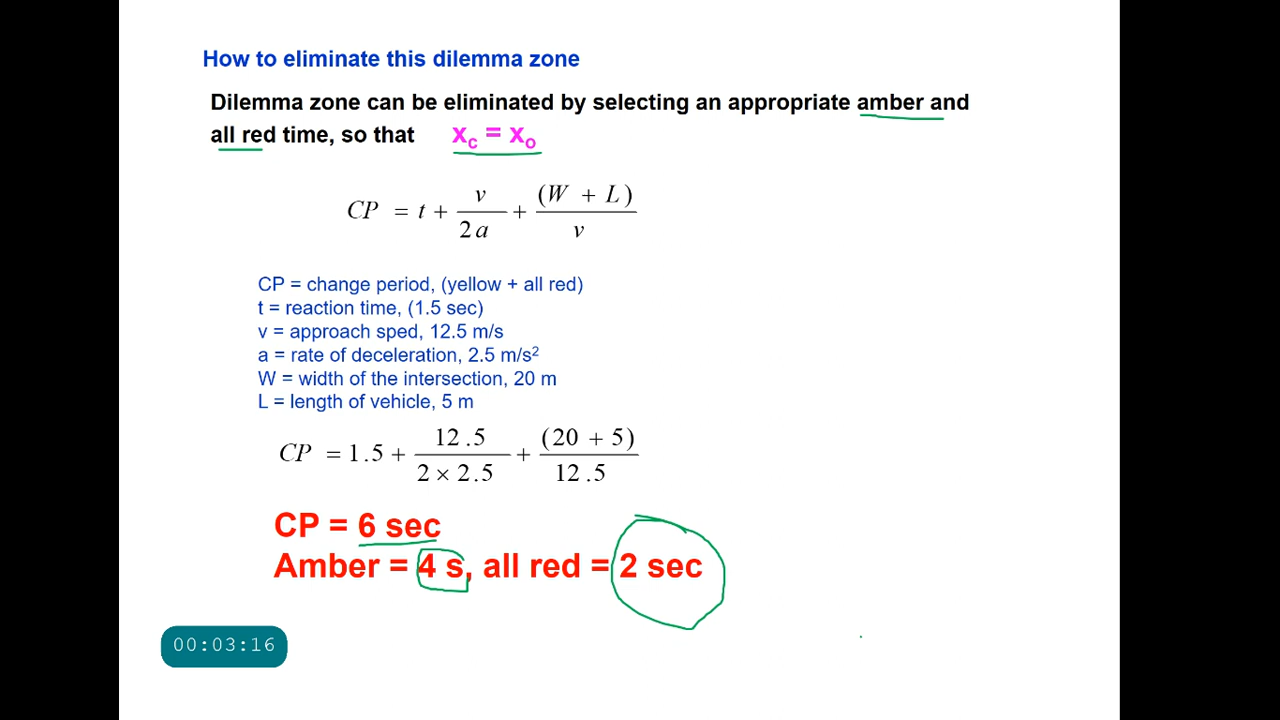 How to eliminate this dilemma zone
Dilemma zone can be eliminated by selecting an appropriate amber and
all red time, so that x_c = x_o
CP = t + v/2a + (W + L)/v
CP = change period, (yellow + all red)
t = reaction time, (1.5 sec)
v = approach sped, 12.5 m/s
a = rate of deceleration, 2.5 m/s²
W = width of the intersection, 20 m
L = length of vehicle, 5 m
CP = 1.5 + 12.5/2 × 2.5 + (20 + 5)/12.5
CP = 6 sec
Amber = 4 s, all red = 2 sec
00:03:16